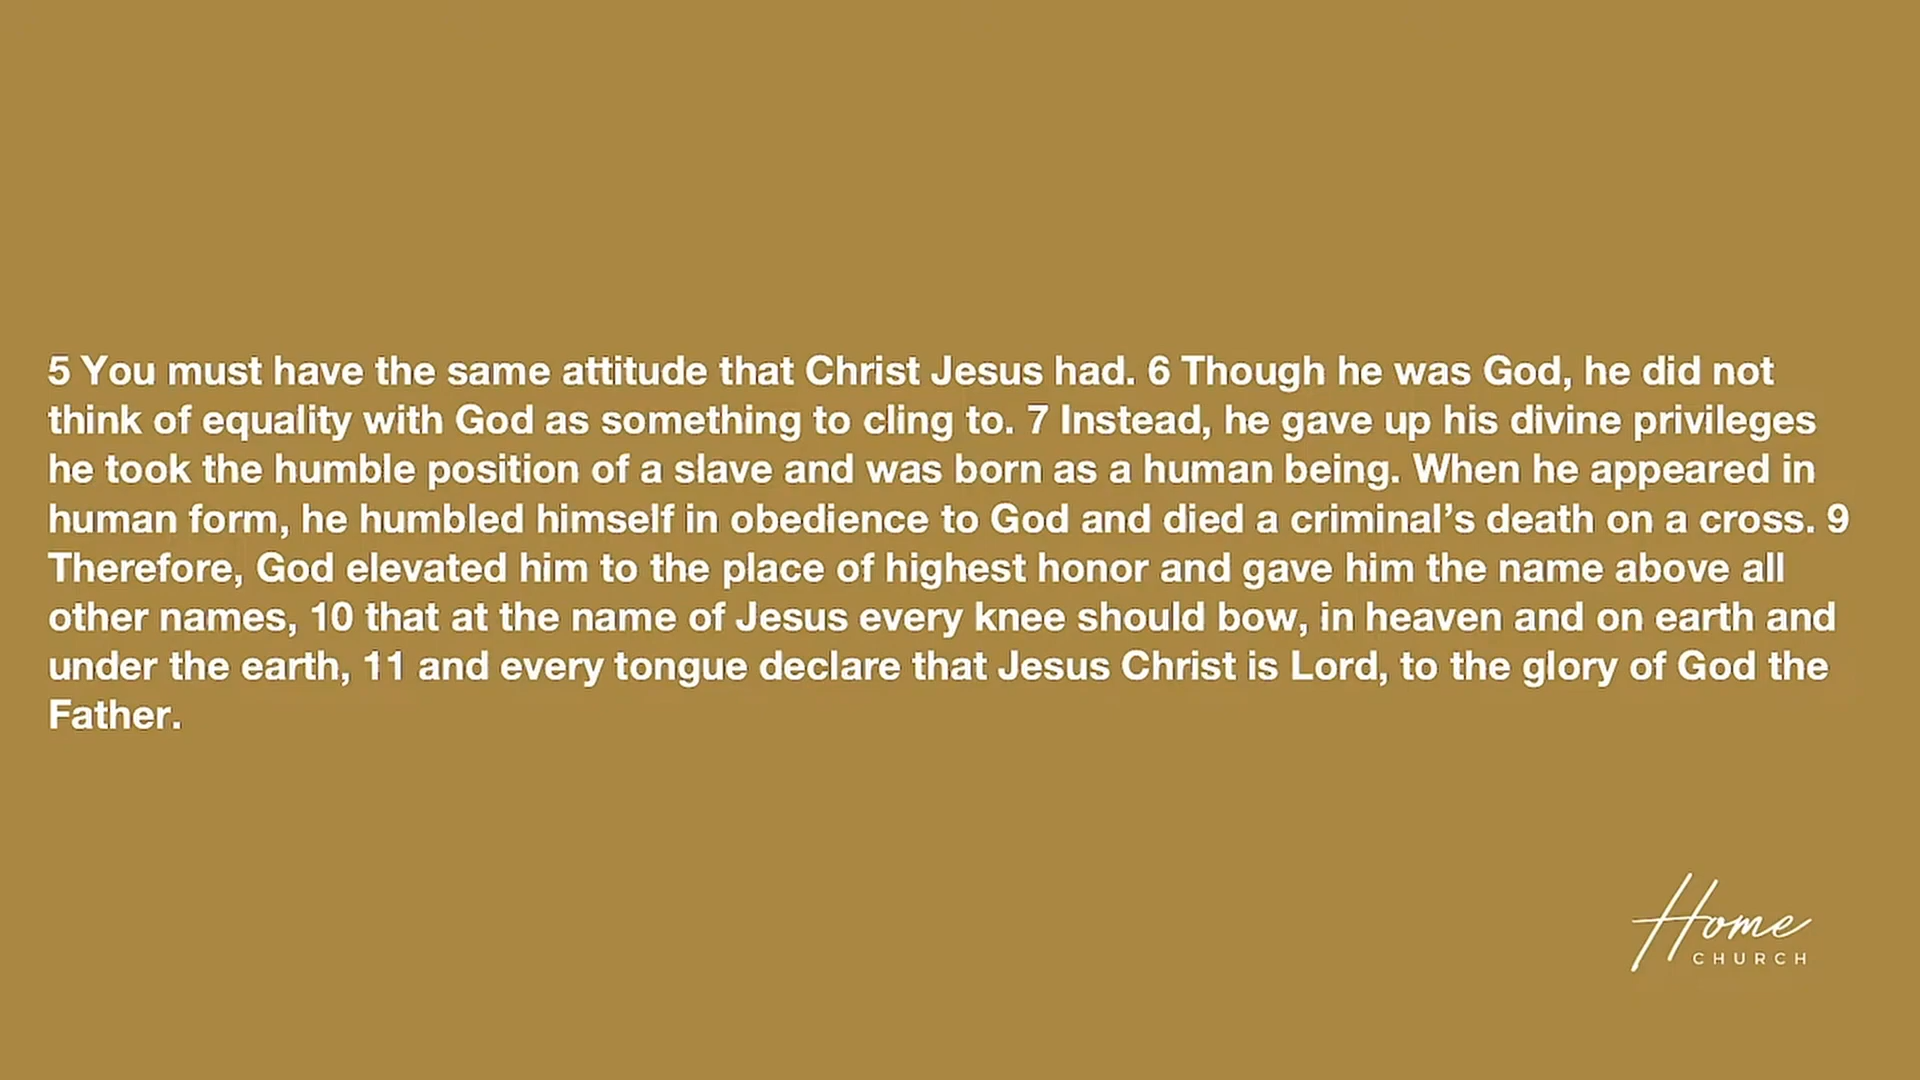 5 You must have the same attitude that Christ Jesus had. 6 Though he was God, he did not
think of equality with God as something to cling to. 7 Instead, he gave up his divine privileges
he took the humble position of a slave and was born as a human being. When he appeared in
human form, he humbled himself in obedience to God and died a criminal’s death on a cross. 9
Therefore, God elevated him to the place of highest honor and gave him the name above all
other names, 10 that at the name of Jesus every knee should bow, in heaven and on earth and
under the earth, 11 and every tongue declare that Jesus Christ is Lord, to the glory of God the
Father.
Home
CHURCH